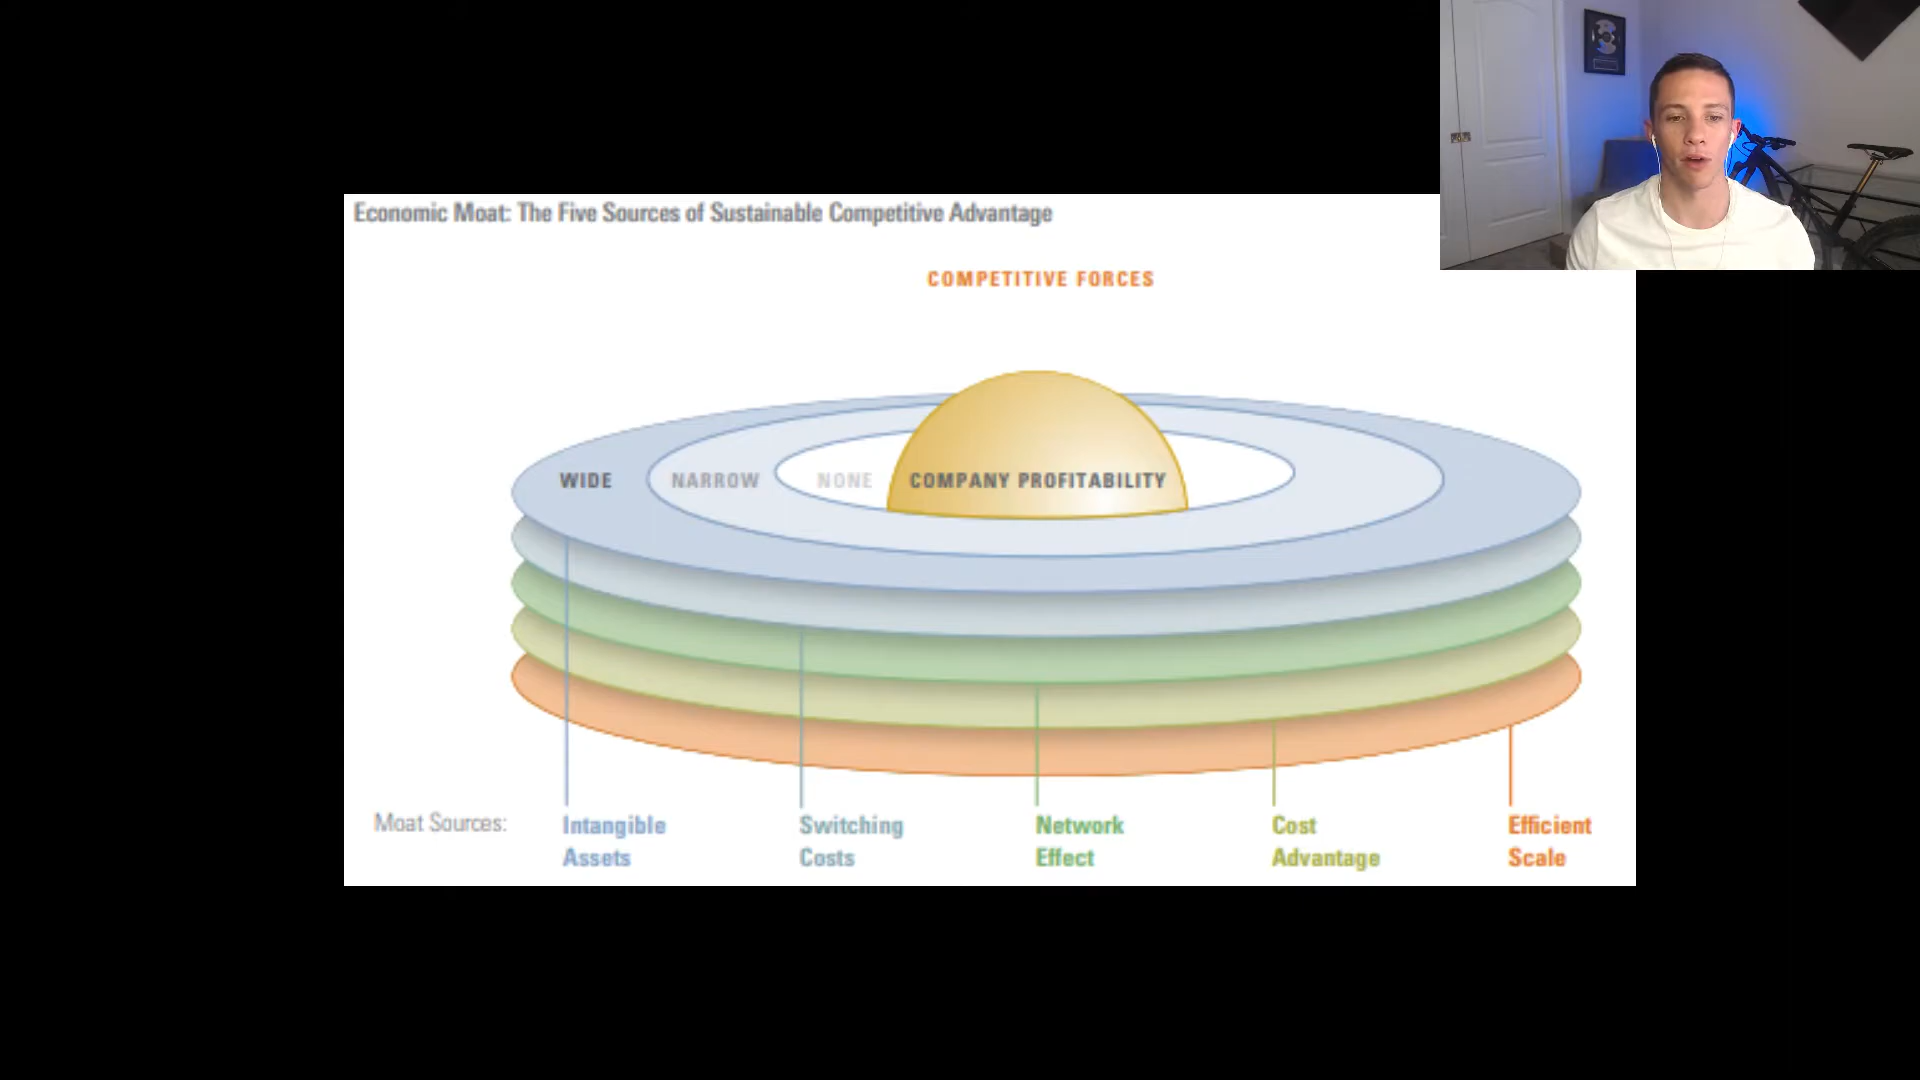 Economic Moat: The Five Sources of Sustainable Competitive Advantage
COMPETITIVE FORCES
WIDE
NARROW
NONE
COMPANY PROFITABILITY
Moat Sources:
Intangible
Assets
Switching
Costs
Network
Effect
Cost
Advantage
Efficient
Scale